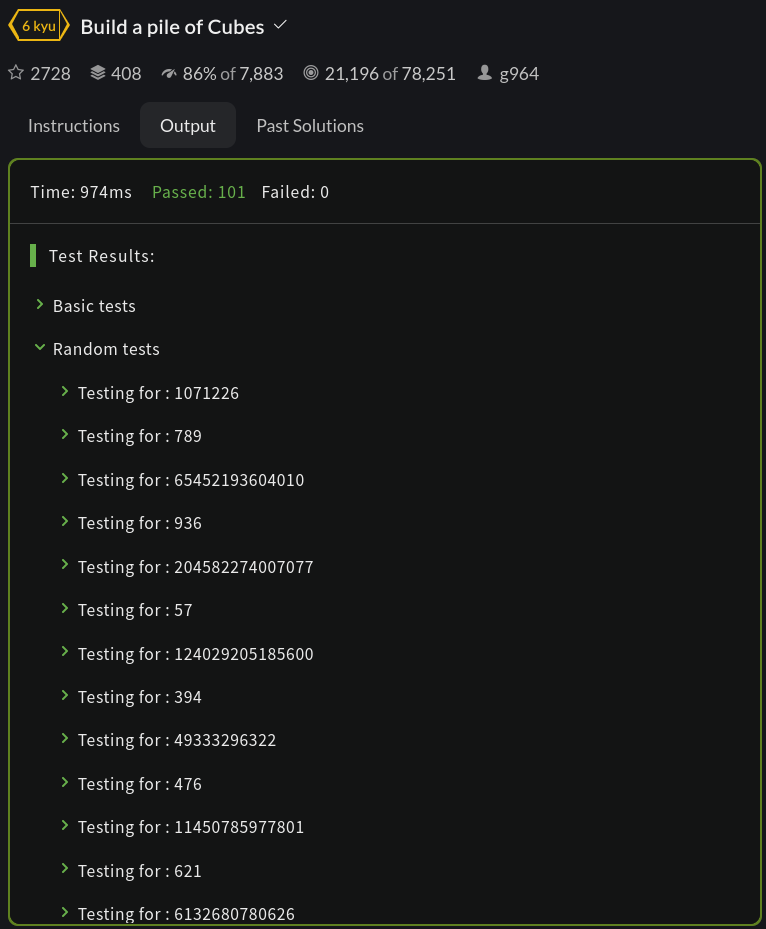 6 kyu Build a pile of Cubes
2728 408 86% of 7,883 21,196 of 78,251 g964
Instructions Output Past Solutions
Time: 974ms Passed: 101 Failed: 0
Test Results:
Basic tests
Random tests
Testing for : 1071226
Testing for : 789
Testing for : 65452193604010
Testing for : 936
Testing for : 204582274007077
Testing for : 57
Testing for : 124029205185600
Testing for : 394
Testing for : 49333296322
Testing for : 476
Testing for : 11450785977801
Testing for : 621
Testing for : 6132680780626